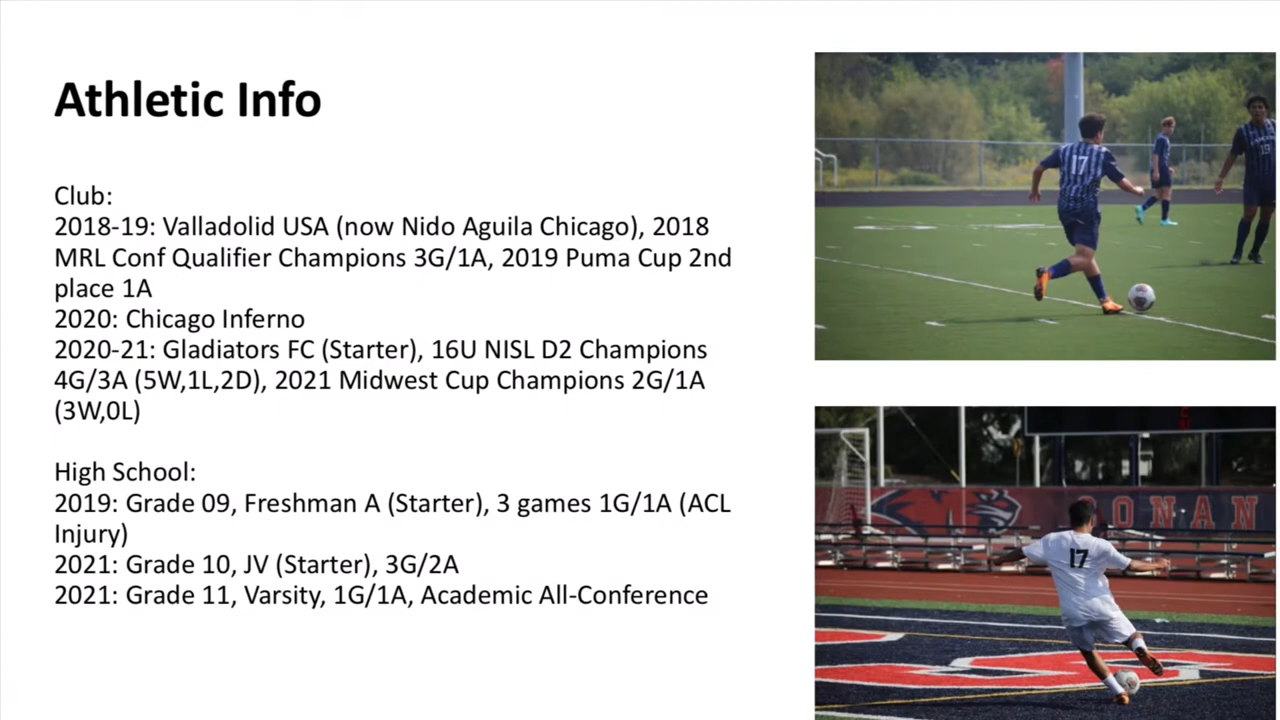 Athletic Info
Club:
2018-19: Valladolid USA (now Nido Aguila Chicago), 2018
MRL Conf Qualifier Champions 3G/1A, 2019 Puma Cup 2nd
place 1A
2020: Chicago Inferno
2020-21: Gladiators FC (Starter), 16U NISL D2 Champions
4G/3A (5W,1L,2D), 2021 Midwest Cup Champions 2G/1A
(3W,0L)
High School:
2019: Grade 09, Freshman A (Starter), 3 games 1G/1A (ACL
Injury)
2021: Grade 10, JV (Starter), 3G/2A
2021: Grade 11, Varsity, 1G/1A, Academic All-Conference
17
19
CONAN
17